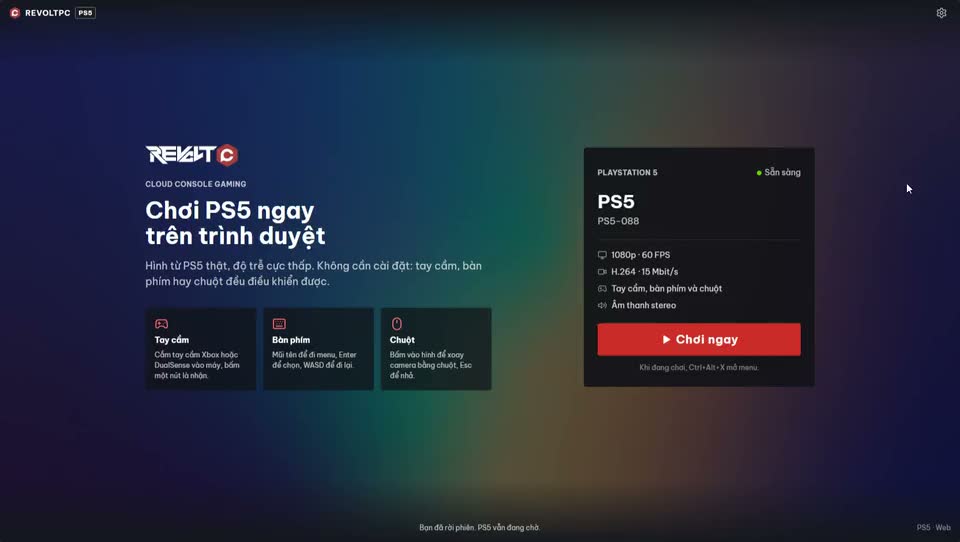 REVOLTPC PS5
REVOLT C
CLOUD CONSOLE GAMING
Chơi PS5 ngay
trên trình duyệt
Hình từ PS5 thật, độ trễ cực thấp. Không cần cài đặt: tay cầm, bàn
phím hay chuột đều điều khiển được.
Tay cầm
Cắm tay cầm Xbox hoặc
DualSense vào máy, bấm
một nút là nhận.
Bàn phím
Mũi tên để đi menu, Enter
để chọn, WASD để đi lại.
Chuột
Bấm vào hình để xoay
camera bằng chuột, Esc
để nhả.
PLAYSTATION 5
Sẵn sàng
PS5
PS5-088
1080p · 60 FPS
H.264 · 15 Mbit/s
Tay cầm, bàn phím và chuột
Âm thanh stereo
Chơi ngay
Khi đang chơi, Ctrl+Alt+X mở menu.
Bạn đã rời phiên. PS5 vẫn đang chờ.
PS5 · Web